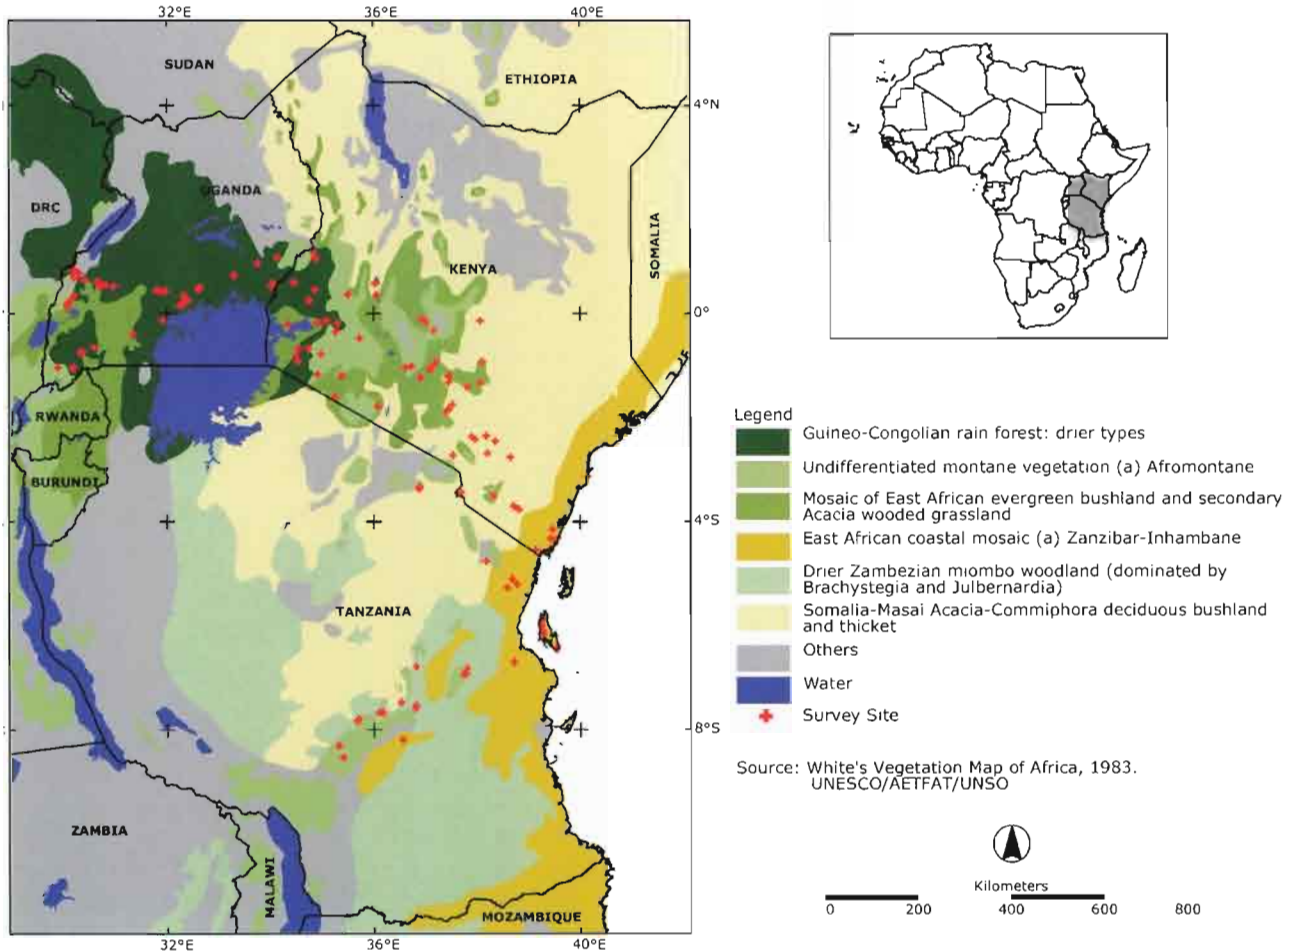 32°E 36°E 40°E
SUDAN
ETHIOPIA
4°N
UGANDA
DRC
KENYA
SOMALIA
0°
RWANDA
BURUNDI
4°S
TANZANIA
8°S
ZAMBIA
MALAWI
MOZAMBIQUE
32°E 36°E 40°E
Legend
Guineo-Congolian rain forest: drier types
Undifferentiated montane vegetation (a) Afromontane
Mosaic of East African evergreen bushland and secondary
Acacia wooded grassland
East African coastal mosaic (a) Zanzibar-Inhambane
Drier Zambezian miombo woodland (dominated by
Brachystegia and Julbernardia)
Somalia-Masai Acacia-Commiphora deciduous bushland
and thicket
Others
Water
Survey Site
Source: White's Vegetation Map of Africa, 1983.
UNESCO/AETFAT/UNSO
Kilometers
0 200 400 600 800